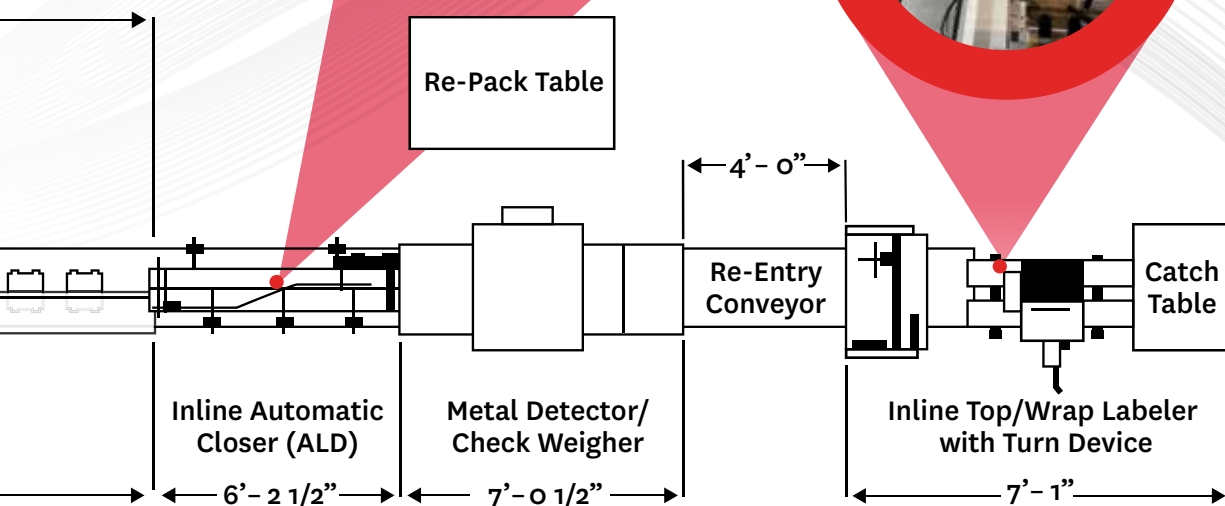 Re-Pack Table
4’– 0”
Re-Entry
Conveyor
Catch
Table
Inline Automatic
Closer (ALD)
Metal Detector/
Check Weigher
Inline Top/Wrap Labeler
with Turn Device
6’– 2 1/2”
7’– 0 1/2”
7’– 1”